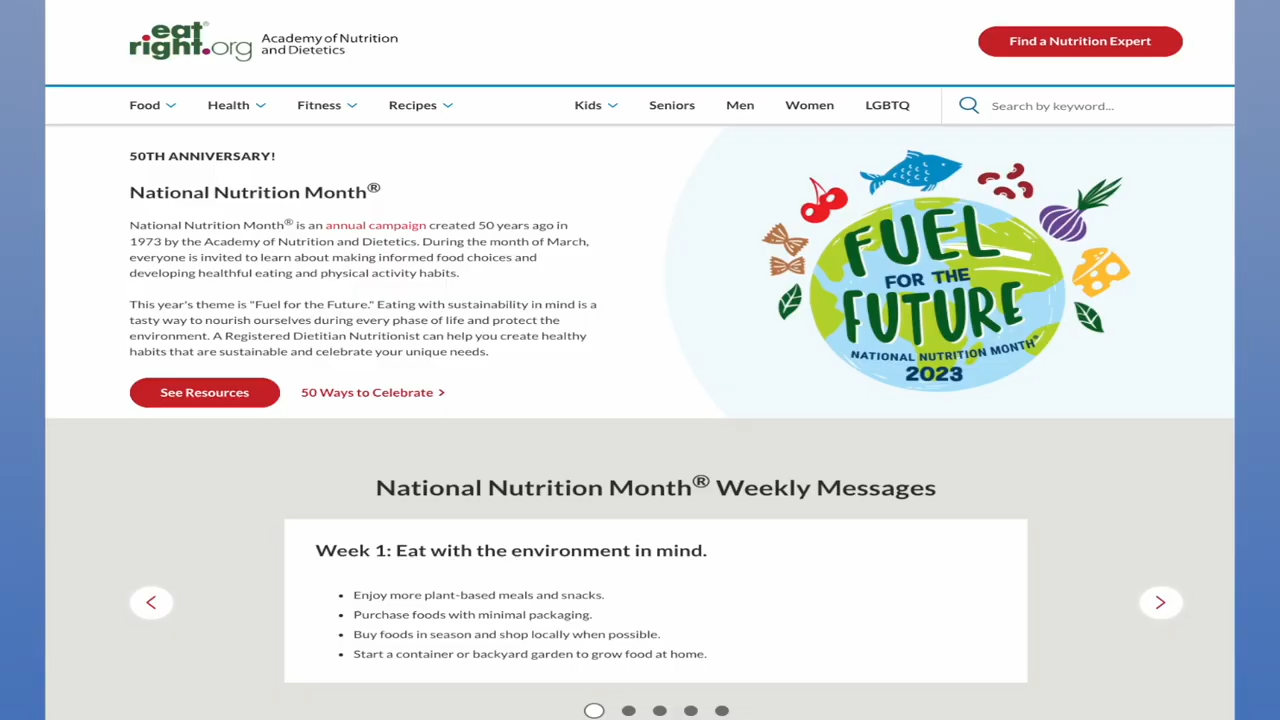 eat®
right.org
Academy of Nutrition
and Dietetics
Find a Nutrition Expert
Food
Health
Fitness
Recipes
Kids
Seniors
Men
Women
LGBTQ
Search by keyword...
50TH ANNIVERSARY!
National Nutrition Month®
National Nutrition Month® is an annual campaign created 50 years ago in
1973 by the Academy of Nutrition and Dietetics. During the month of March,
everyone is invited to learn about making informed food choices and
developing healthful eating and physical activity habits.
This year's theme is "Fuel for the Future." Eating with sustainability in mind is a
tasty way to nourish ourselves during every phase of life and protect the
environment. A Registered Dietitian Nutritionist can help you create healthy
habits that are sustainable and celebrate your unique needs.
See Resources
50 Ways to Celebrate >
FUEL
FOR THE
FUTURE
NATIONAL NUTRITION MONTH®
2023
National Nutrition Month® Weekly Messages
Week 1: Eat with the environment in mind.
• Enjoy more plant-based meals and snacks.
• Purchase foods with minimal packaging.
• Buy foods in season and shop locally when possible.
• Start a container or backyard garden to grow food at home.